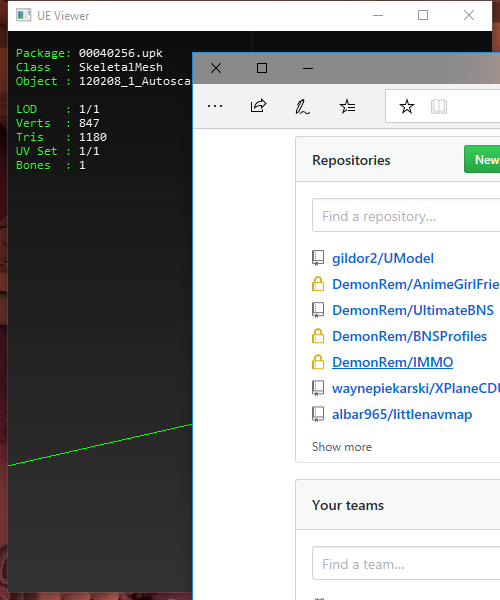 UE Viewer
Package: 00040256.upk
Class : SkeletalMesh
Object : 120208_1_Autosca
LOD : 1/1
Verts : 847
Tris : 1180
UV Set : 1/1
Bones : 1
Repositories
New
Find a repository...
gildor2/UModel
DemonRem/AnimeGirlFrie
DemonRem/UltimateBNS
DemonRem/BNSProfiles
DemonRem/IMMO
waynepiekarski/XPlaneCDU
albar965/littlenavmap
Show more
Your teams
Find a team...